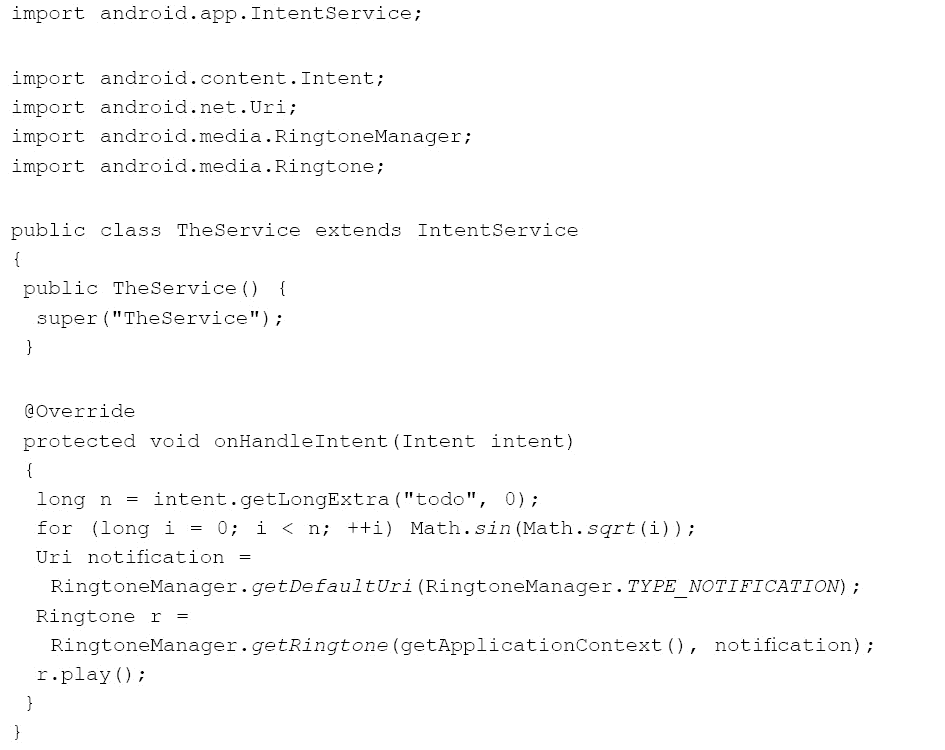 import android.app.IntentService;
import android.content.Intent;
import android.net.Uri;
import android.media.RingtoneManager;
import android.media.Ringtone;
public class TheService extends IntentService
{
public TheService() {
super("TheService");
}
@Override
protected void onHandleIntent(Intent intent)
{
long n = intent.getLongExtra("todo", 0);
for (long i = 0; i < n; ++i) Math.sin(Math.sqrt(i));
Uri notification =
RingtoneManager.getDefaultUri(RingtoneManager.TYPE_NOTIFICATION);
Ringtone r =
RingtoneManager.getRingtone(getApplicationContext(), notification);
r.play();
}
}